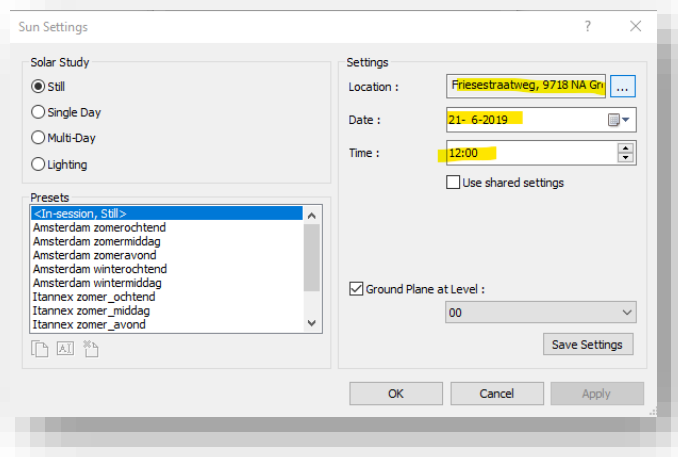 Sun Settings
?
Solar Study
Still
Single Day
Multi-Day
Lighting
Presets
<In-session, Still>
Amsterdam zomerochtend
Amsterdam zomermiddag
Amsterdam zomeravond
Amsterdam winterochtend
Amsterdam wintermiddag
Itannex zomer_ochtend
Itannex zomer_middag
Itannex zomer_avond
Settings
Location : Friesestraatweg, 9718 NA Gr ...
Date : 21- 6-2019
Time : 12:00
Use shared settings
Ground Plane at Level :
00
Save Settings
OK Cancel Apply